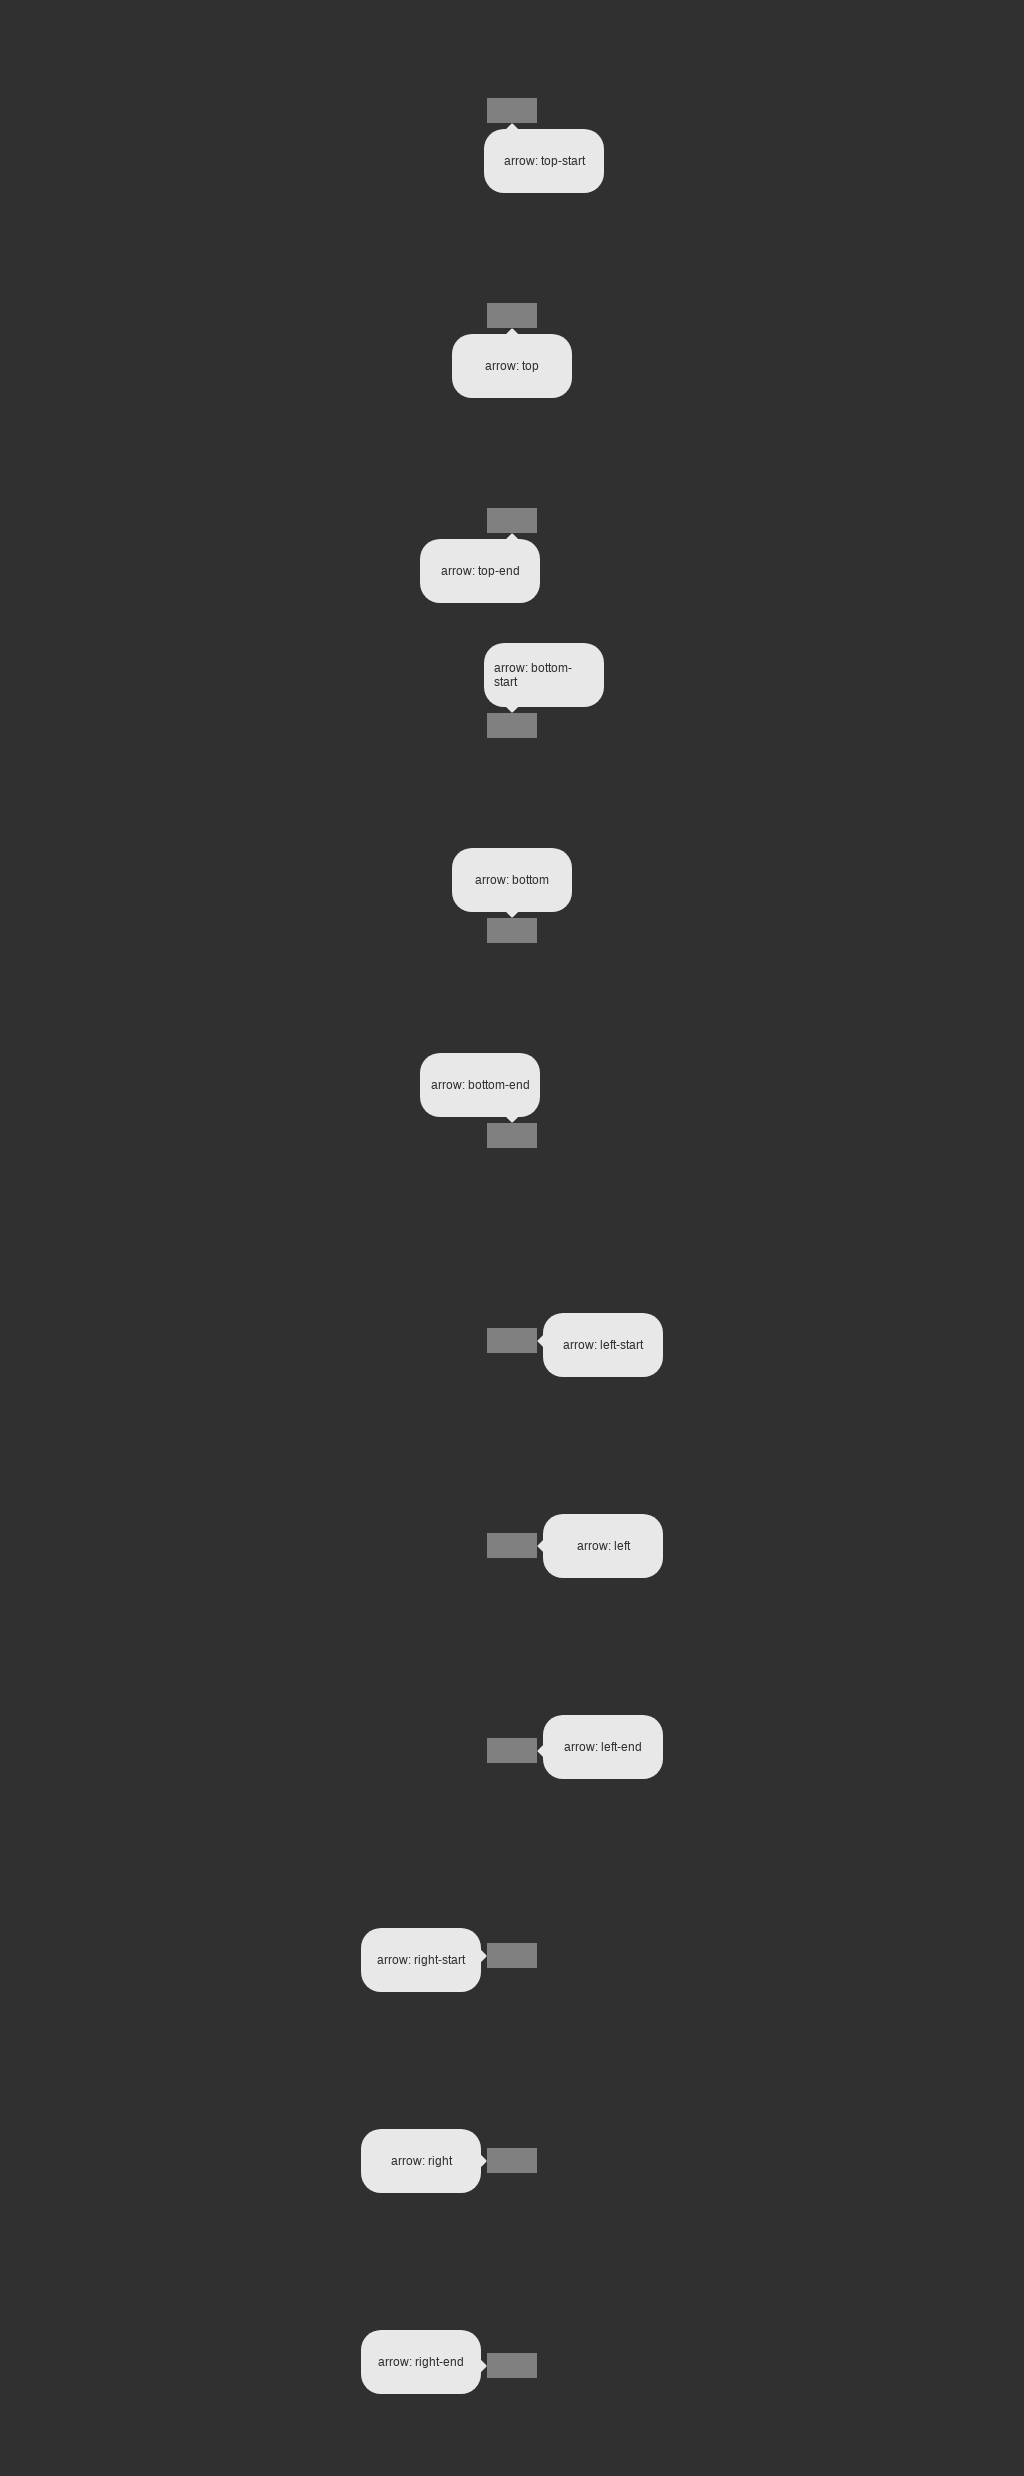 arrow: top-start
arrow: top
arrow: top-end
arrow: bottom-
start
arrow: bottom
arrow: bottom-end
arrow: left-start
arrow: left
arrow: left-end
arrow: right-start
arrow: right
arrow: right-end